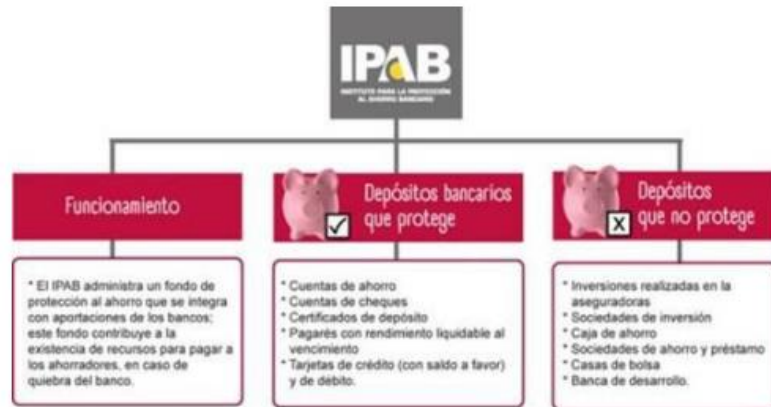 IPAB
INSTITUTO PARA LA PROTECCIÓN
AL AHORRO BANCARIO
Funcionamiento
* El IPAB administra un fondo de
protección al ahorro que se integra
con aportaciones de los bancos;
este fondo contribuye a la
existencia de recursos para pagar a
los ahorradores, en caso de
quiebra del banco.
Depósitos bancarios
que protege
* Cuentas de ahorro
* Cuentas de cheques
* Certificados de depósito
* Pagarés con rendimiento liquidable al
vencimiento
* Tarjetas de crédito (con saldo a favor)
y de débito.
Depósitos
que no protege
X
* Inversiones realizadas en la
aseguradoras
* Sociedades de inversión
* Caja de ahorro
* Sociedades de ahorro y préstamo
* Casas de bolsa
* Banca de desarrollo.